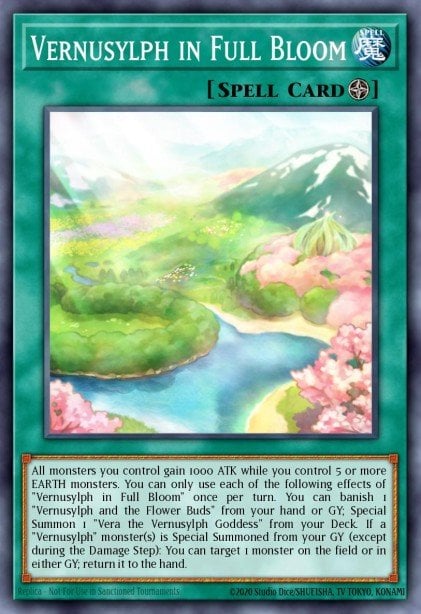 VERNUSYLPH IN FULL BLOOM
SPELL
魔
[SPELL CARD]
All monsters you control gain 1000 ATK while you control 5 or more
EARTH monsters. You can only use each of the following effects of
"Vernusylph in Full Bloom" once per turn. You can banish 1
"Vernusylph and the Flower Buds" from your hand or GY; Special
Summon 1 "Vera the Vernusylph Goddess" from your Deck. If a
"Vernusylph" monster(s) is Special Summoned from your GY (except
during the Damage Step): You can target 1 monster on the field or in
either GY; return it to the hand.
Replica - Not For Use in Sanctioned Tournaments
©2020 Studio Dice/SHUEISHA, TV TOKYO, KONAMI